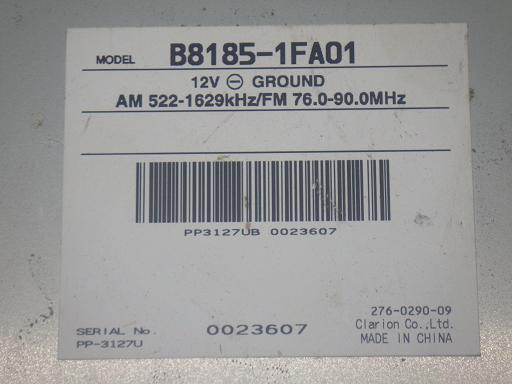 MODEL B8185-1FA01
12V ⊖ GROUND
AM 522-1629kHz/FM 76.0-90.0MHz
PP3127UB 0023607
276-0290-09
SERIAL No. 0023607 Clarion Co.,Ltd.
PP-3127U MADE IN CHINA